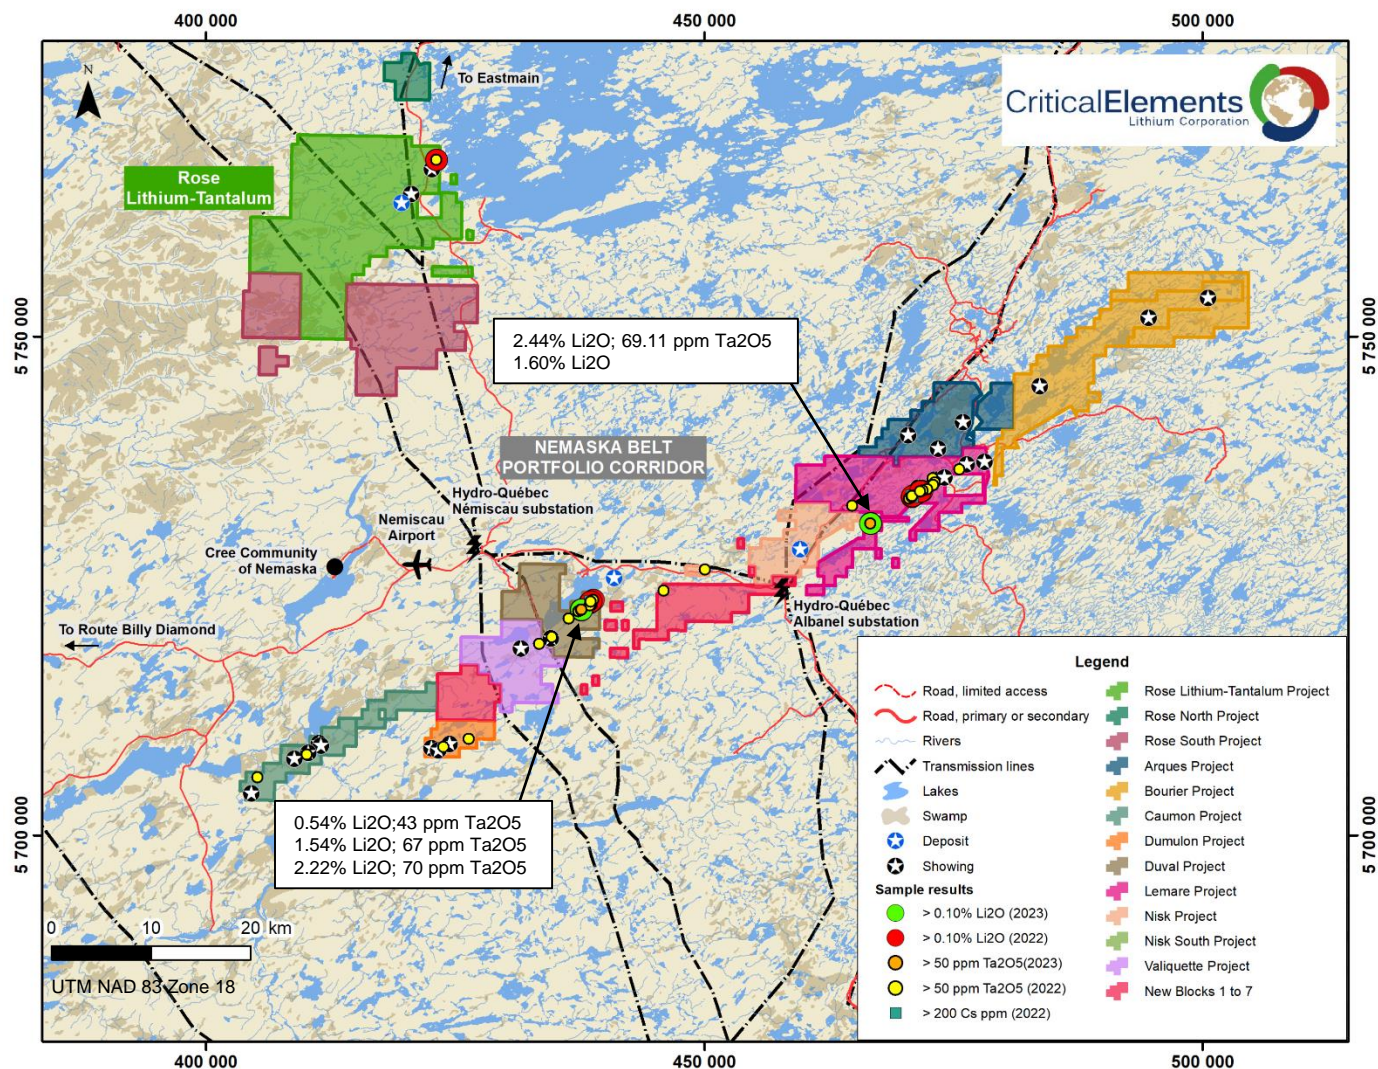 400 000
450 000
500 000
N
To Eastmain
CriticalElements
Lithium Corporation
Rose
Lithium-Tantalum
5 750 000
5 750 000
2.44% Li2O; 69.11 ppm Ta2O5
1.60% Li2O
NEMASKA BELT
PORTFOLIO CORRIDOR
Hydro-Québec
Némiscau substation
Nemiscau
Airport
Cree Community
of Nemaska
To Route Billy Diamond
Hydro-Québec
Albanel substation
0.54% Li2O;43 ppm Ta2O5
1.54% Li2O; 67 ppm Ta2O5
2.22% Li2O; 70 ppm Ta2O5
5 700 000
5 700 000
0 10 20 km
UTM NAD 83 Zone 18
Legend
Road, limited access
Road, primary or secondary
Rivers
Transmission lines
Lakes
Swamp
Deposit
Showing
Sample results
> 0.10% Li2O (2023)
> 0.10% Li2O (2022)
> 50 ppm Ta2O5(2023)
> 50 ppm Ta2O5 (2022)
> 200 Cs ppm (2022)
Rose Lithium-Tantalum Project
Rose North Project
Rose South Project
Arques Project
Bourier Project
Caumon Project
Dumulon Project
Duval Project
Lemare Project
Nisk Project
Nisk South Project
Valiquette Project
New Blocks 1 to 7
400 000
450 000
500 000